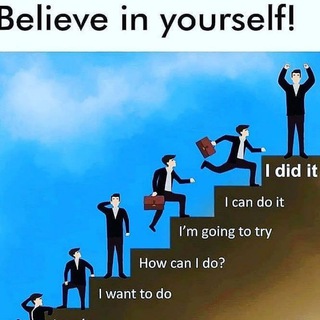 Believe in yourself!
I did it
I can do it
I'm going to try
How can I do?
I want to do